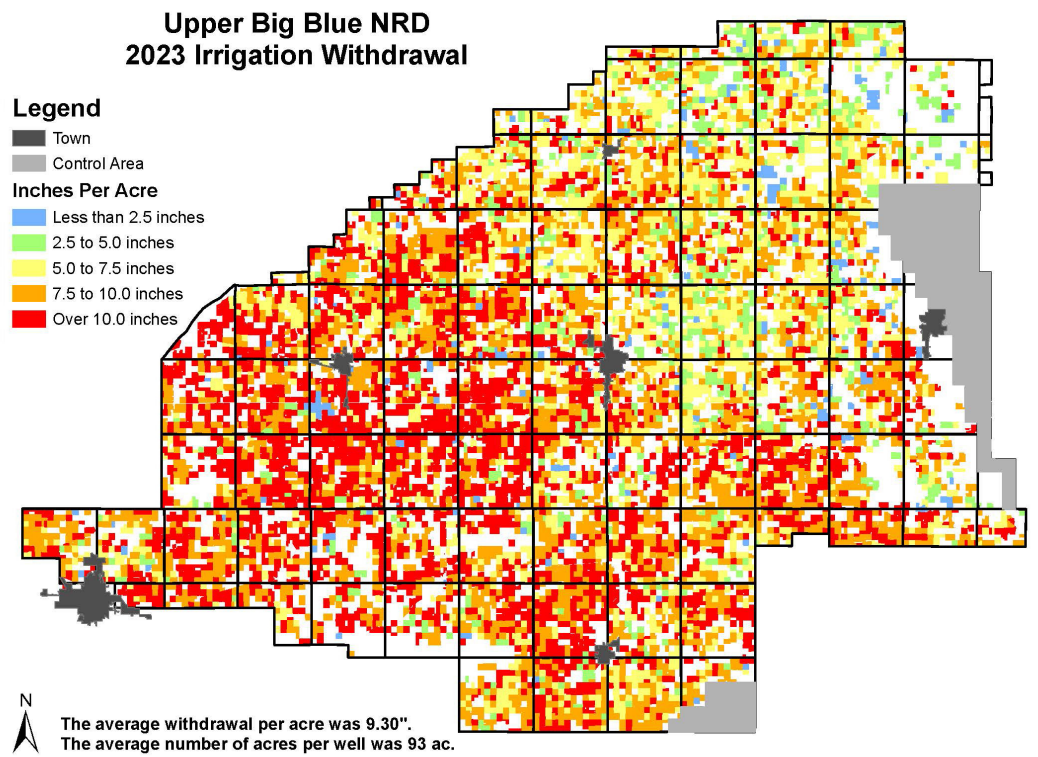 Upper Big Blue NRD
2023 Irrigation Withdrawal
Legend
Town
Control Area
Inches Per Acre
Less than 2.5 inches
2.5 to 5.0 inches
5.0 to 7.5 inches
7.5 to 10.0 inches
Over 10.0 inches
N
The average withdrawal per acre was 9.30".
The average number of acres per well was 93 ac.